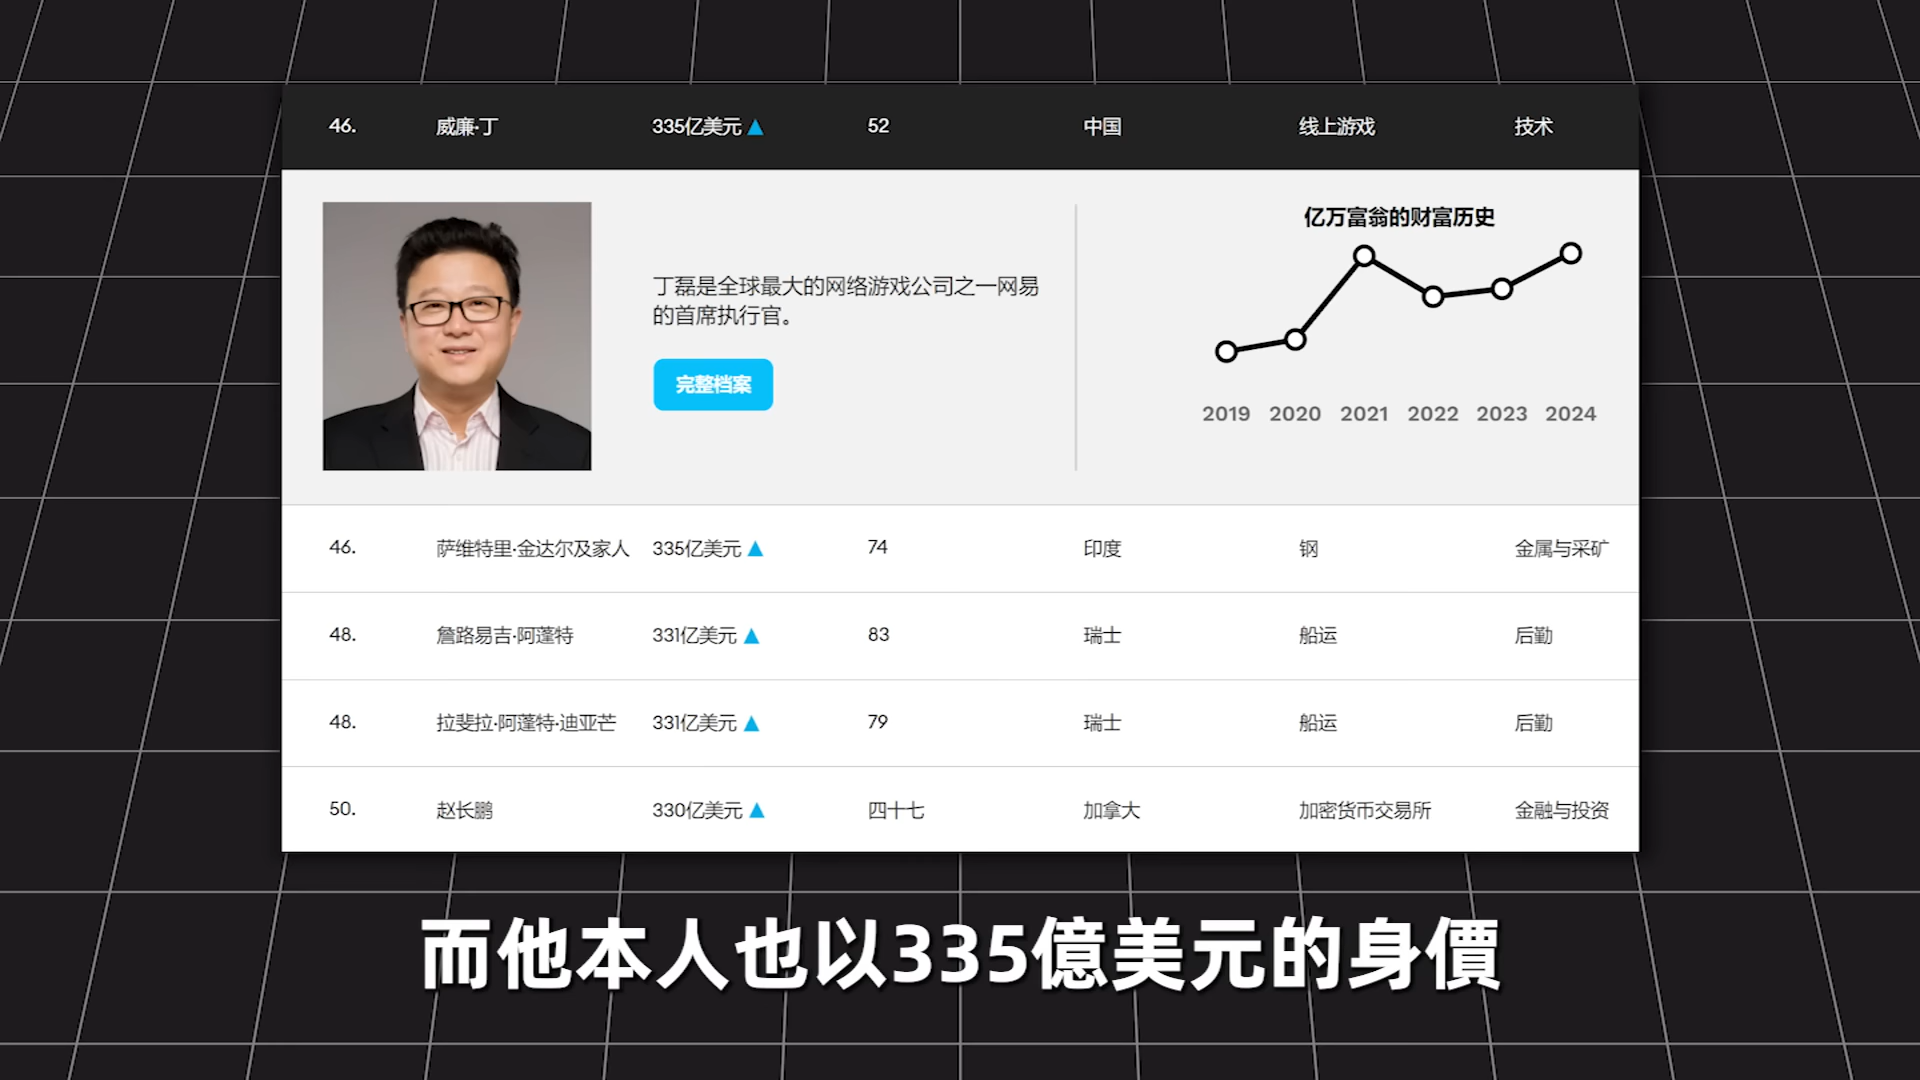 46. 威廉·丁 335亿美元 52 中国 线上游戏 技术
亿万富翁的财富历史
丁磊是全球最大的网络游戏公司之一网易
的首席执行官。
完整档案
2019 2020 2021 2022 2023 2024
46. 萨维特里·金达尔及家人 335亿美元 74 印度 钢 金属与采矿
48. 詹路易吉·阿蓬特 331亿美元 83 瑞士 船运 后勤
48. 拉斐拉·阿蓬特·迪亚芒 331亿美元 79 瑞士 船运 后勤
50. 赵长鹏 330亿美元 四十七 加拿大 加密货币交易所 金融与投资
而他本人也以335億美元的身價